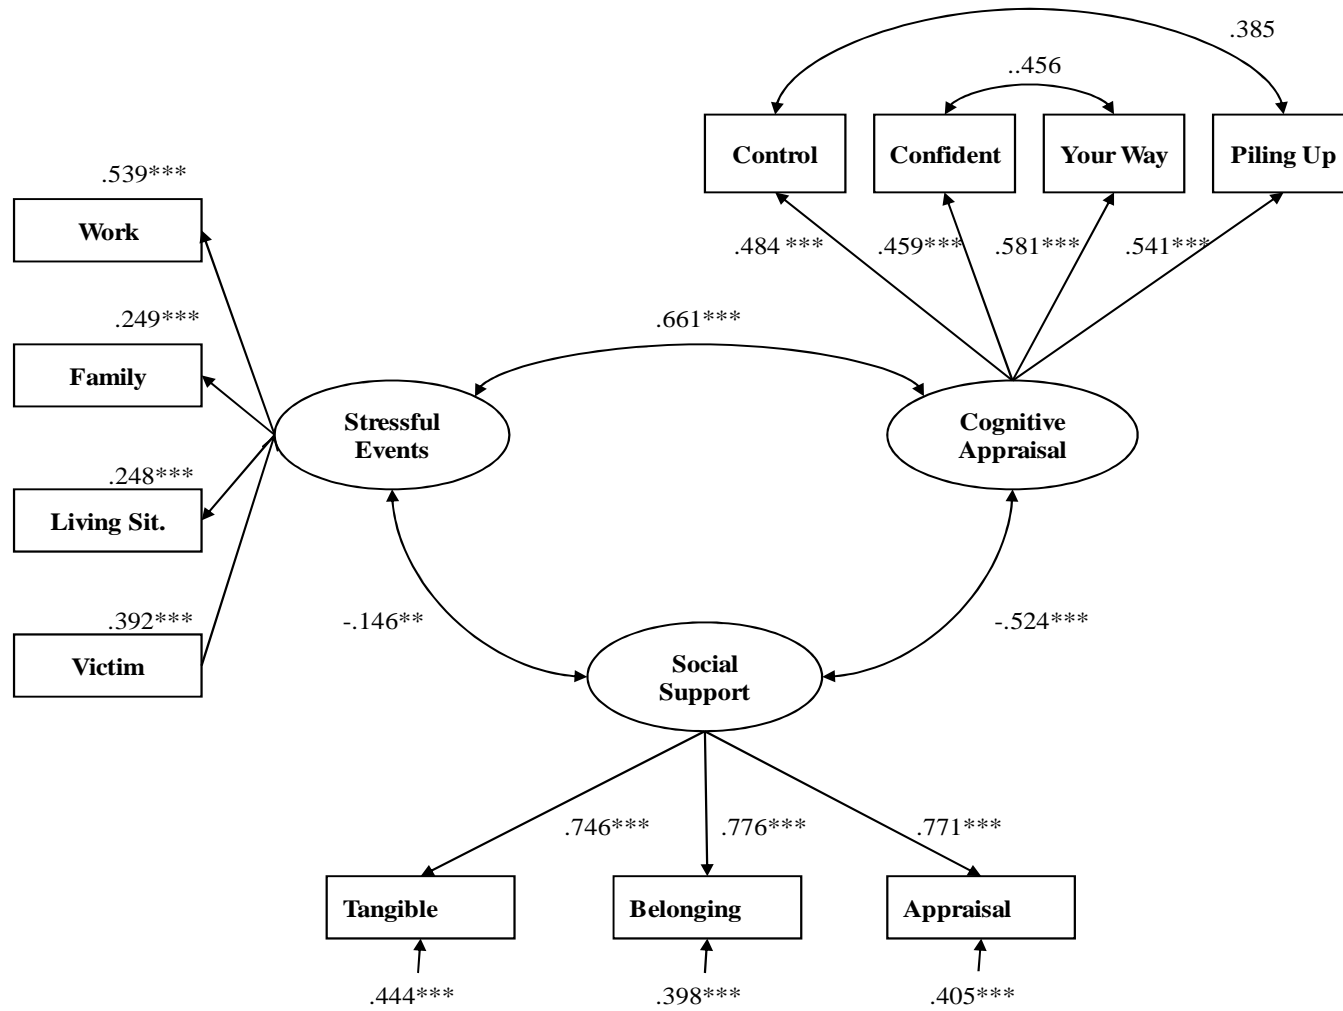 .385
..456
Control
Confident
Your Way
Piling Up
.539***
Work
.484 ***
.459***
.581***
.541***
.249***
.661***
Family
Stressful
Events
Cognitive
Appraisal
.248***
Living Sit.
.392***
-.146**
-.524***
Victim
Social
Support
.746***
.776***
.771***
Tangible
Belonging
Appraisal
.444***
.398***
.405***